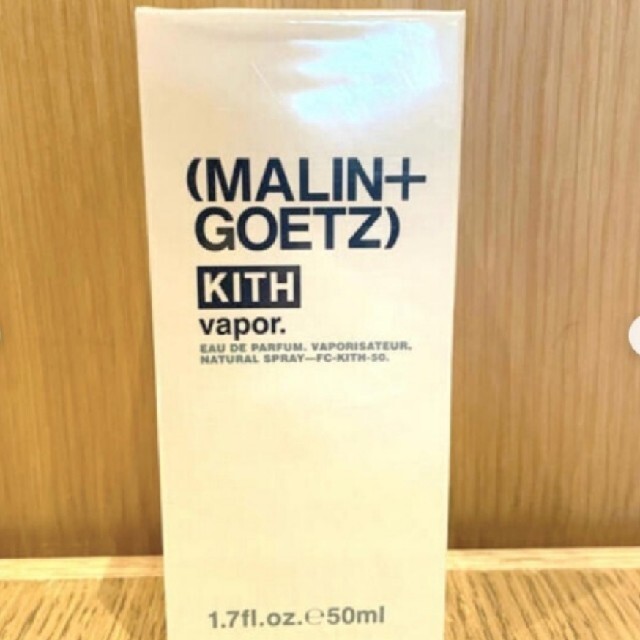 (MALIN+
GOETZ)
KITH
vapor.
EAU DE PARFUM. VAPORISATEUR.
NATURAL SPRAY—FC-KITH-50.
1.7fl.oz.℮50ml